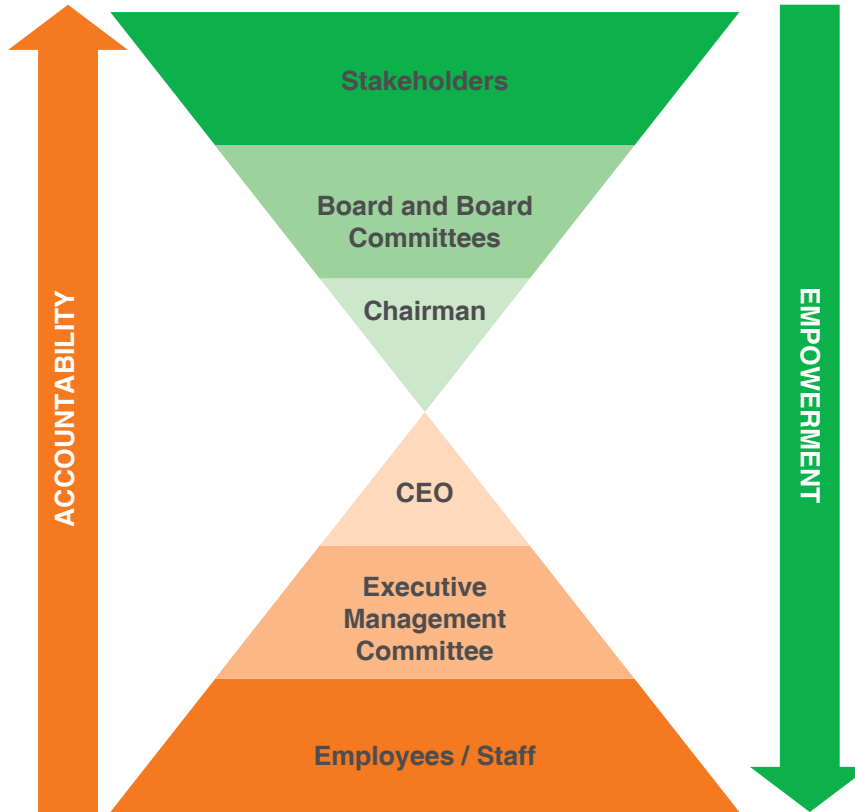 Stakeholders
Board and Board
Committees
Chairman
ACCOUNTABILITY
EMPOWERMENT
CEO
Executive
Management
Committee
Employees / Staff